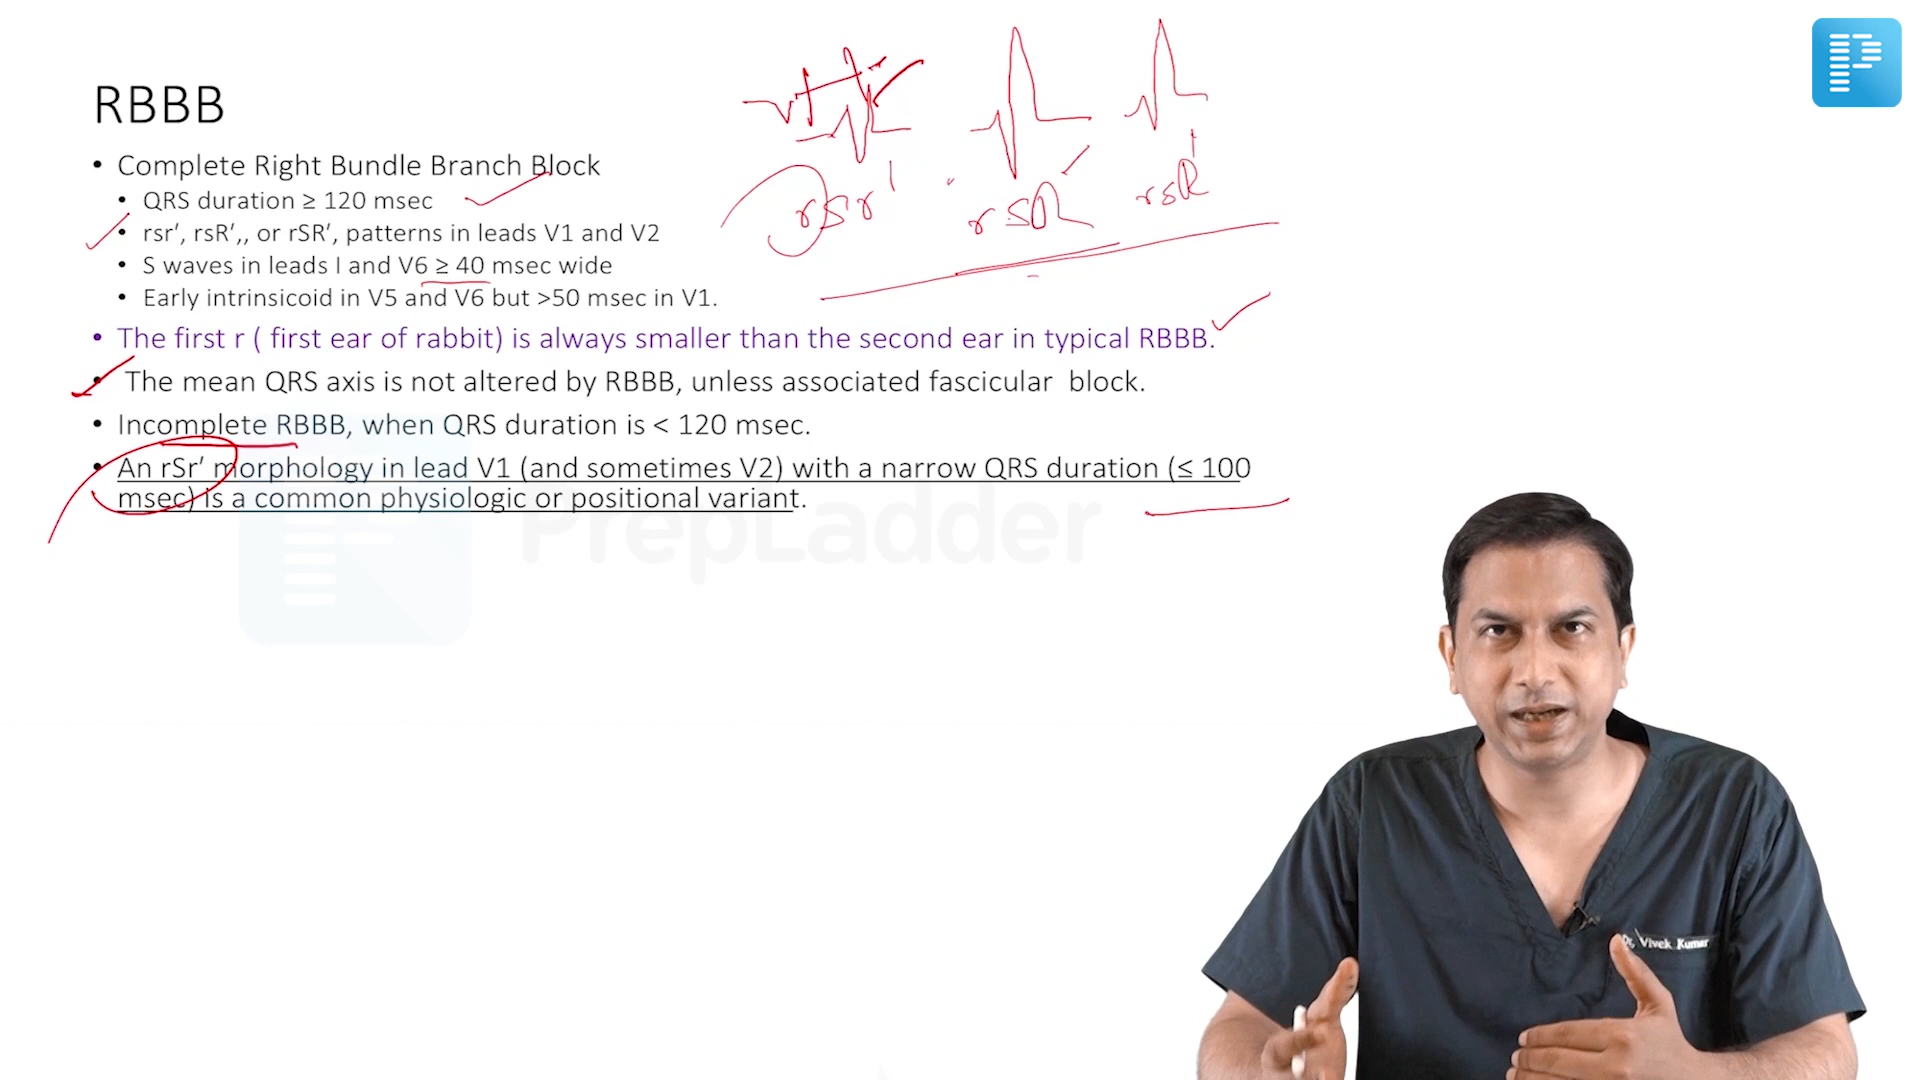 RBBB
• Complete Right Bundle Branch Block
• QRS duration ≥ 120 msec
• rsr′, rsR′,, or rSR′, patterns in leads V1 and V2
• S waves in leads I and V6 ≥ 40 msec wide
• Early intrinsicoid in V5 and V6 but >50 msec in V1.
• The first r ( first ear of rabbit) is always smaller than the second ear in typical RBBB.
• The mean QRS axis is not altered by RBBB, unless associated fascicular block.
• Incomplete RBBB, when QRS duration is < 120 msec.
• An rSr′ morphology in lead V1 (and sometimes V2) with a narrow QRS duration (≤ 100
msec) is a common physiologic or positional variant.
rSr'
rSR'
rsR'
PrepLadder
Dr. Vivek Kumar